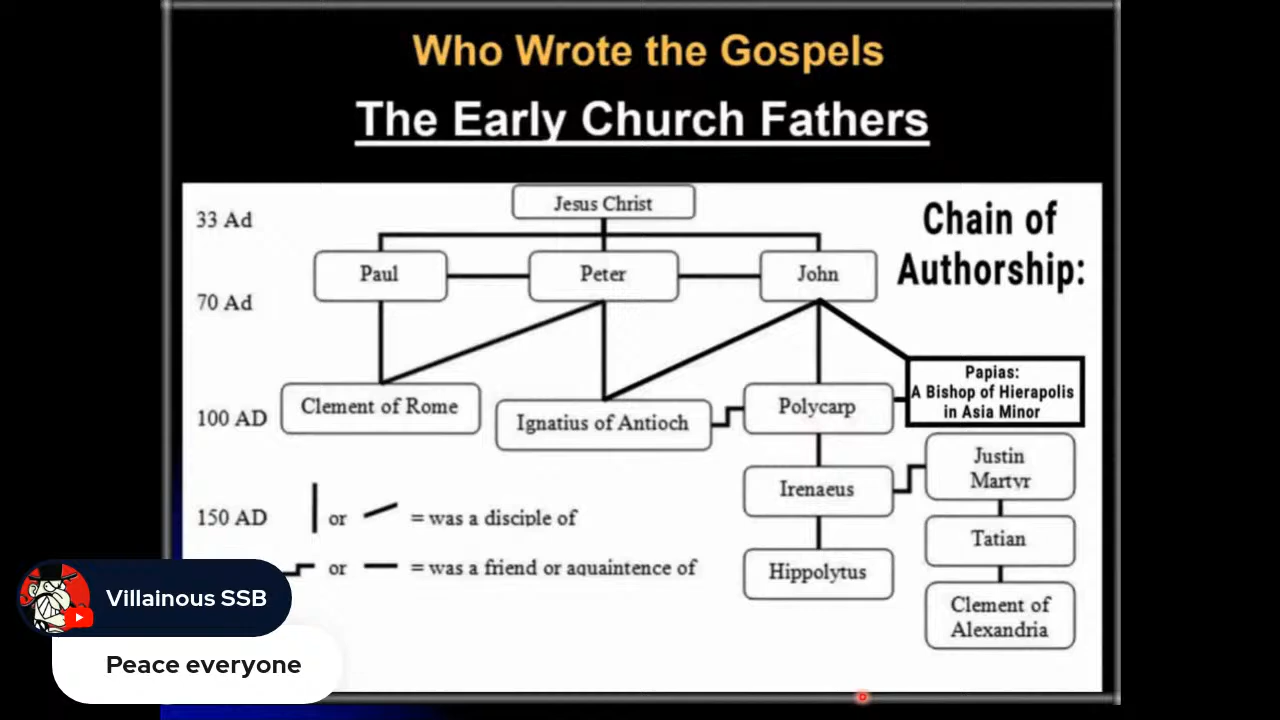 Who Wrote the Gospels
The Early Church Fathers
33 Ad
Jesus Christ
Chain of
Authorship:
Paul
Peter
John
70 Ad
Papias:
A Bishop of Hierapolis
in Asia Minor
100 AD
Clement of Rome
Ignatius of Antioch
Polycarp
Justin
Martyr
Irenaeus
150 AD
or
= was a disciple of
Tatian
or
= was a friend or aquaintence of
Hippolytus
Clement of
Alexandria
Villainous SSB
Peace everyone